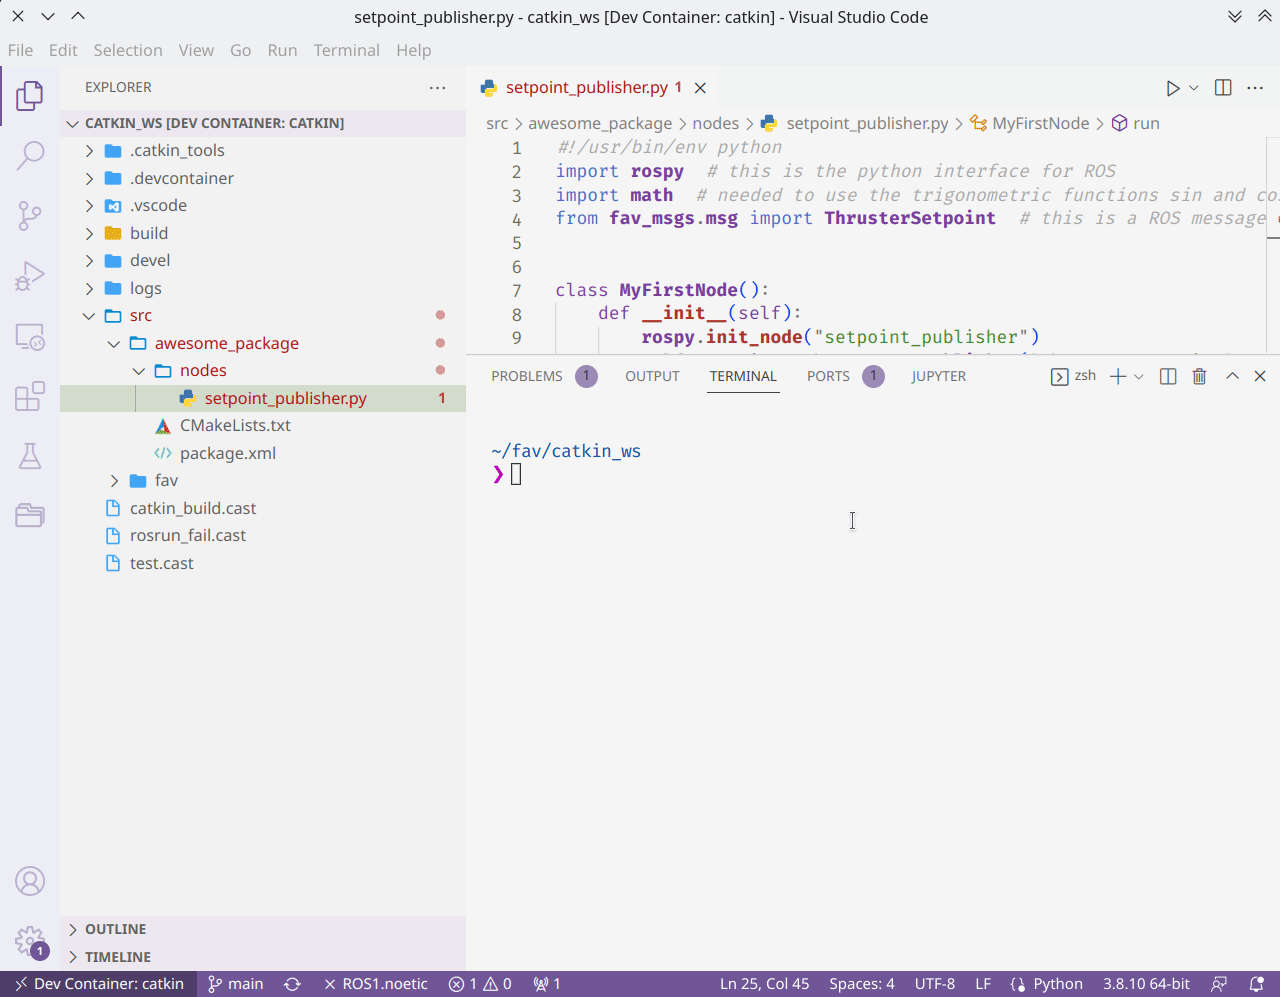 setpoint_publisher.py - catkin_ws [Dev Container: catkin] - Visual Studio Code
File Edit Selection View Go Run Terminal Help
EXPLORER
CATKIN_WS [DEV CONTAINER: CATKIN]
.catkin_tools
.devcontainer
.vscode
build
devel
logs
src
awesome_package
nodes
setpoint_publisher.py 1
CMakeLists.txt
package.xml
fav
catkin_build.cast
rosrun_fail.cast
test.cast
OUTLINE
TIMELINE
setpoint_publisher.py 1
src > awesome_package > nodes > setpoint_publisher.py > MyFirstNode > run
1 #!/usr/bin/env python
2 import rospy  # this is the python interface for ROS
3 import math  # needed to use the trigonometric functions sin and
4 from fav_msgs.msg import ThrusterSetpoint  # this is a ROS message
5
6
7 class MyFirstNode():
8 def __init__(self):
9 rospy.init_node("setpoint_publisher")
PROBLEMS 1 OUTPUT TERMINAL PORTS 1 JUPYTER zsh
~/fav/catkin_ws
❯
1
Dev Container: catkin main ROS1.noetic 1 0 1 Ln 25, Col 45 Spaces: 4 UTF-8 LF Python 3.8.10 64-bit